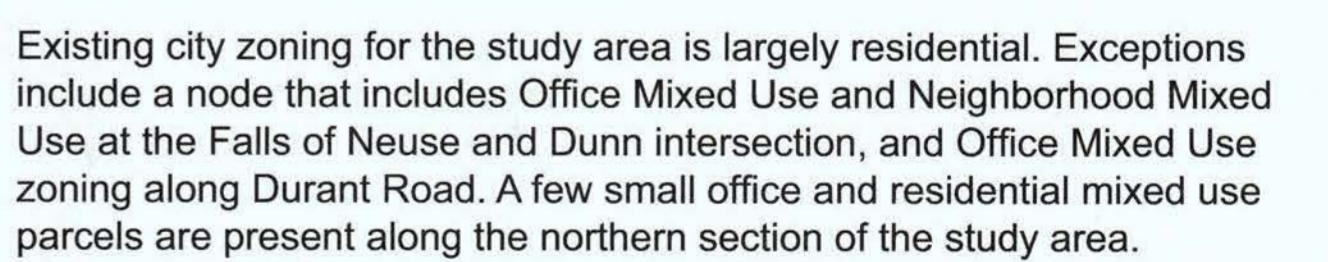 Existing city zoning for the study area is largely residential. Exceptions
include a node that includes Office Mixed Use and Neighborhood Mixed
Use at the Falls of Neuse and Dunn intersection, and Office Mixed Use
zoning along Durant Road. A few small office and residential mixed use
parcels are present along the northern section of the study area.